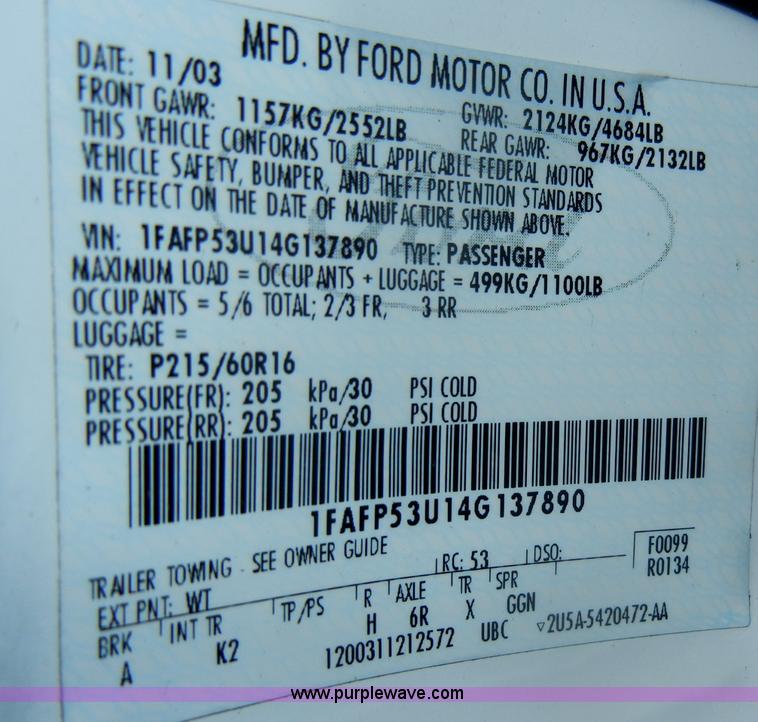 MFD. BY FORD MOTOR CO. IN U.S.A.
DATE: 11/03 GVWR: 2124KG/4684LB
FRONT GAWR: 1157KG/2552LB REAR GAWR: 967KG/2132LB
THIS VEHICLE CONFORMS TO ALL APPLICABLE FEDERAL MOTOR
VEHICLE SAFETY, BUMPER, AND THEFT PREVENTION STANDARDS
IN EFFECT ON THE DATE OF MANUFACTURE SHOWN ABOVE.
VIN: 1FAFP53U14G137890 TYPE: PASSENGER
MAXIMUM LOAD = OCCUPANTS + LUGGAGE = 499KG/1100LB
OCCUPANTS = 5/6 TOTAL; 2/3 FR, 3 RR
LUGGAGE =
TIRE: P215/60R16
PRESSURE(FR): 205 kPa/30 PSI COLD
PRESSURE(RR): 205 kPa/30 PSI COLD
1FAFP53U14G137890
TRAILER TOWING - SEE OWNER GUIDE
EXT PNT: WT RC: 53 DSO: F0099
R0134
BRK INT TR TP/PS R AXLE TR SPR
A K2 H 6R X GGN
1200311212572 UBC ▽2U5A-5420472-AA
www.purplewave.com